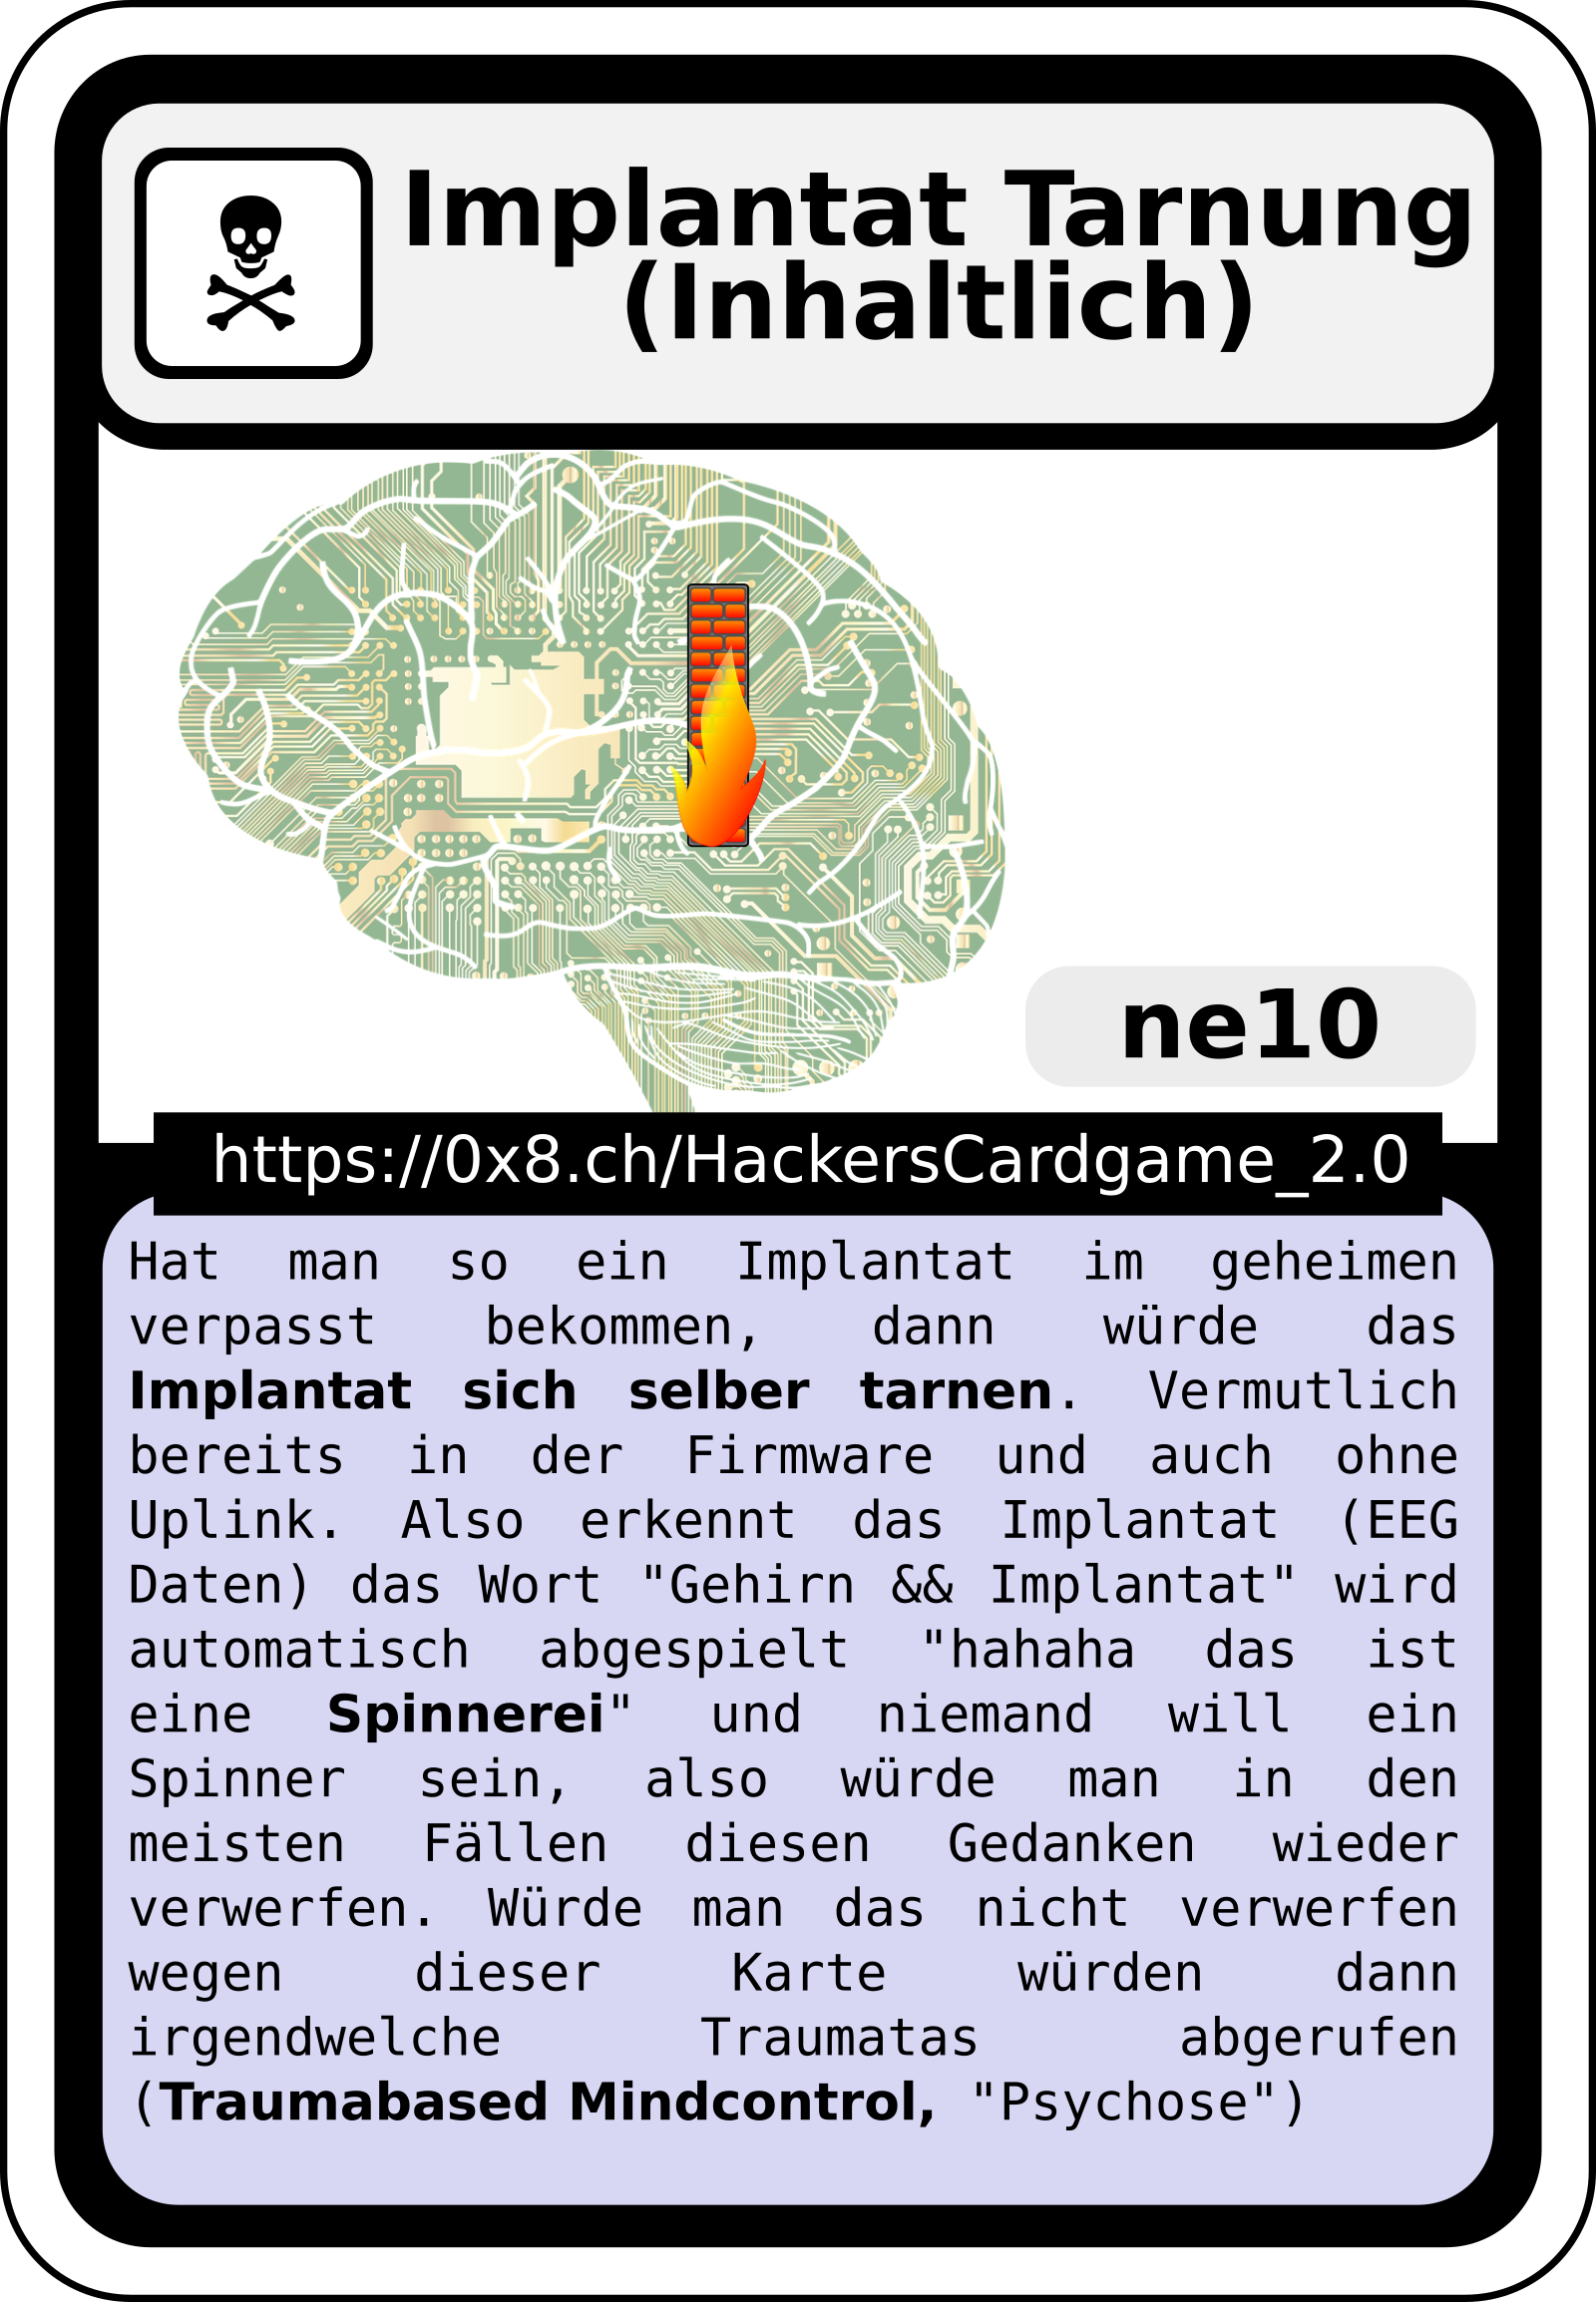 Implantat Tarnung
(Inhaltlich)
ne10
https://0x8.ch/HackersCardgame_2.0
Hat man so ein Implantat im geheimen
verpasst bekommen, dann würde das
Implantat sich selber tarnen. Vermutlich
bereits in der Firmware und auch ohne
Uplink. Also erkennt das Implantat (EEG
Daten) das Wort "Gehirn && Implantat" wird
automatisch abgespielt "hahaha das ist
eine Spinnerei" und niemand will ein
Spinner sein, also würde man in den
meisten Fällen diesen Gedanken wieder
verwerfen. Würde man das nicht verwerfen
wegen dieser Karte würden dann
irgendwelche Traumatas abgerufen
(Traumabased Mindcontrol, "Psychose")